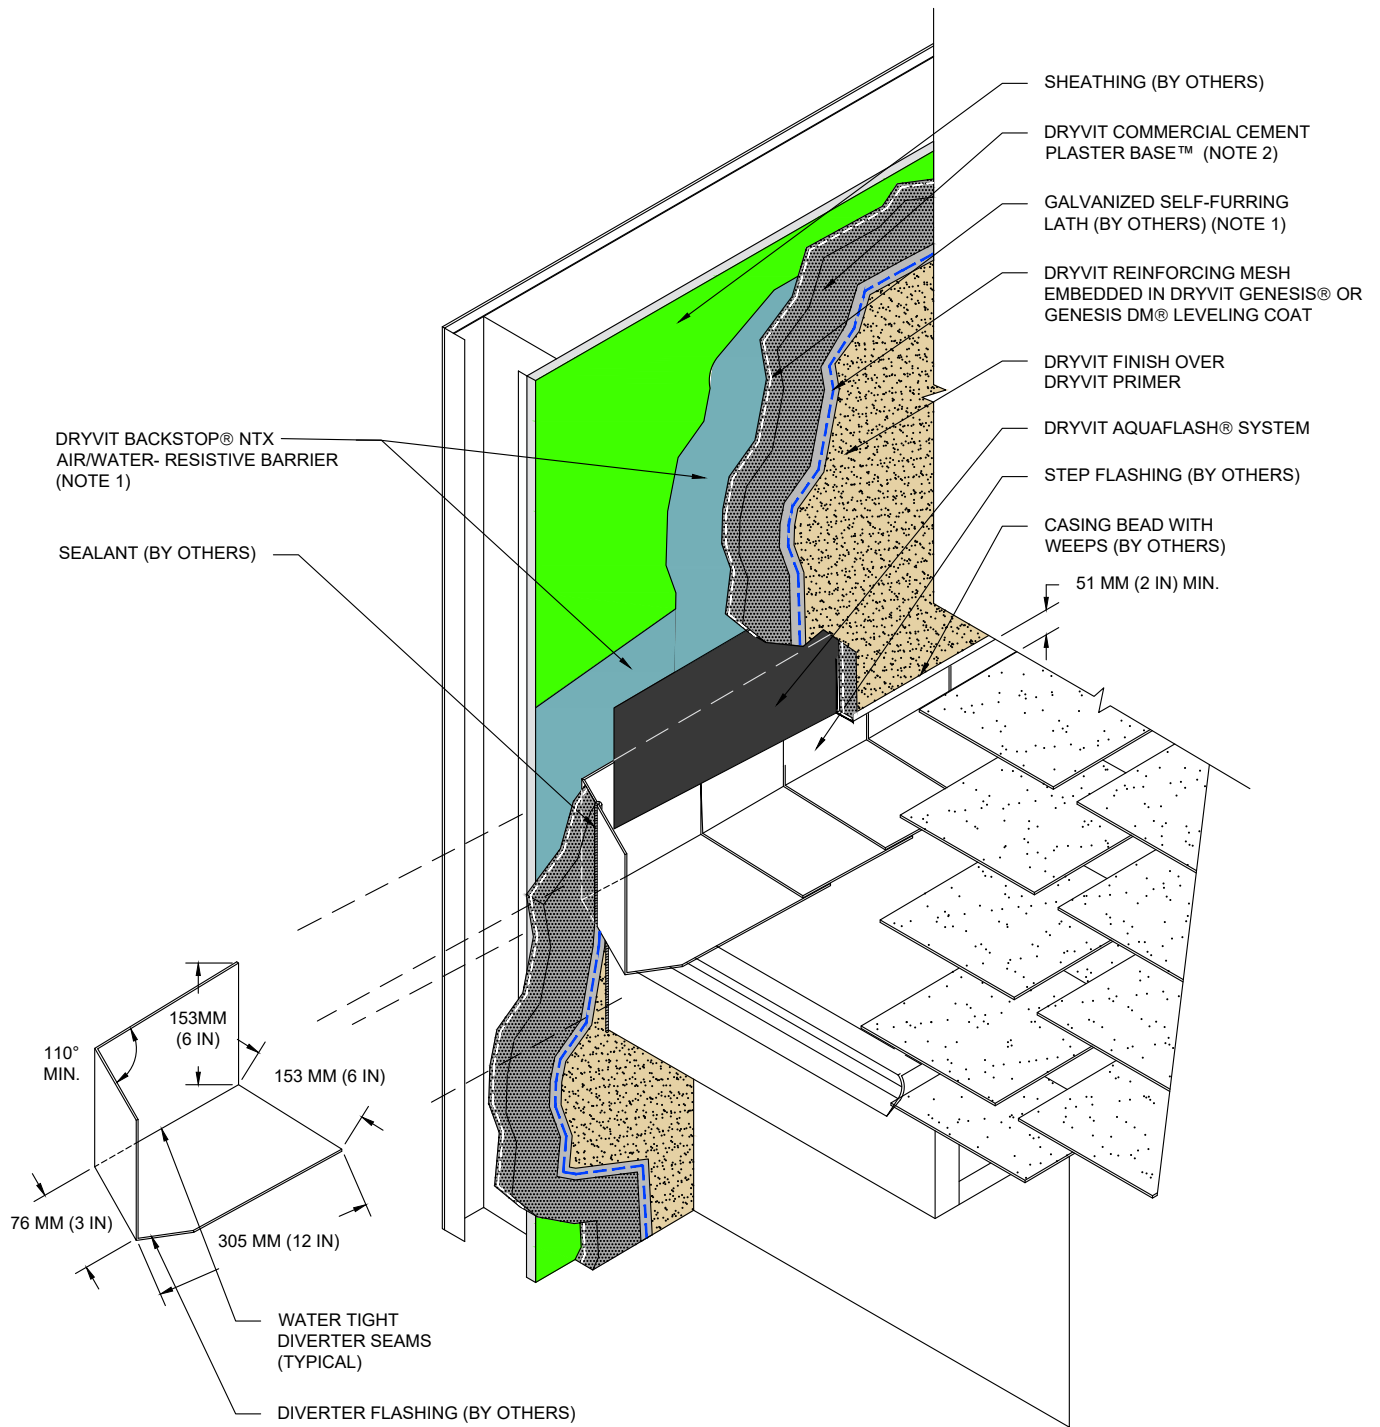 SHEATHING (BY OTHERS)
DRYVIT COMMERCIAL CEMENT
PLASTER BASE™ (NOTE 2)
GALVANIZED SELF-FURRING
LATH (BY OTHERS) (NOTE 1)
DRYVIT REINFORCING MESH
EMBEDDED IN DRYVIT GENESIS® OR
GENESIS DM® LEVELING COAT
DRYVIT FINISH OVER
DRYVIT PRIMER
DRYVIT AQUAFLASH® SYSTEM
STEP FLASHING (BY OTHERS)
CASING BEAD WITH
WEEPS (BY OTHERS)
51 MM (2 IN) MIN.
DRYVIT BACKSTOP® NTX
AIR/WATER- RESISTIVE BARRIER
(NOTE 1)
SEALANT (BY OTHERS)
153MM
(6 IN)
110°
MIN.
153 MM (6 IN)
76 MM (3 IN)
305 MM (12 IN)
WATER TIGHT
DIVERTER SEAMS
(TYPICAL)
DIVERTER FLASHING (BY OTHERS)